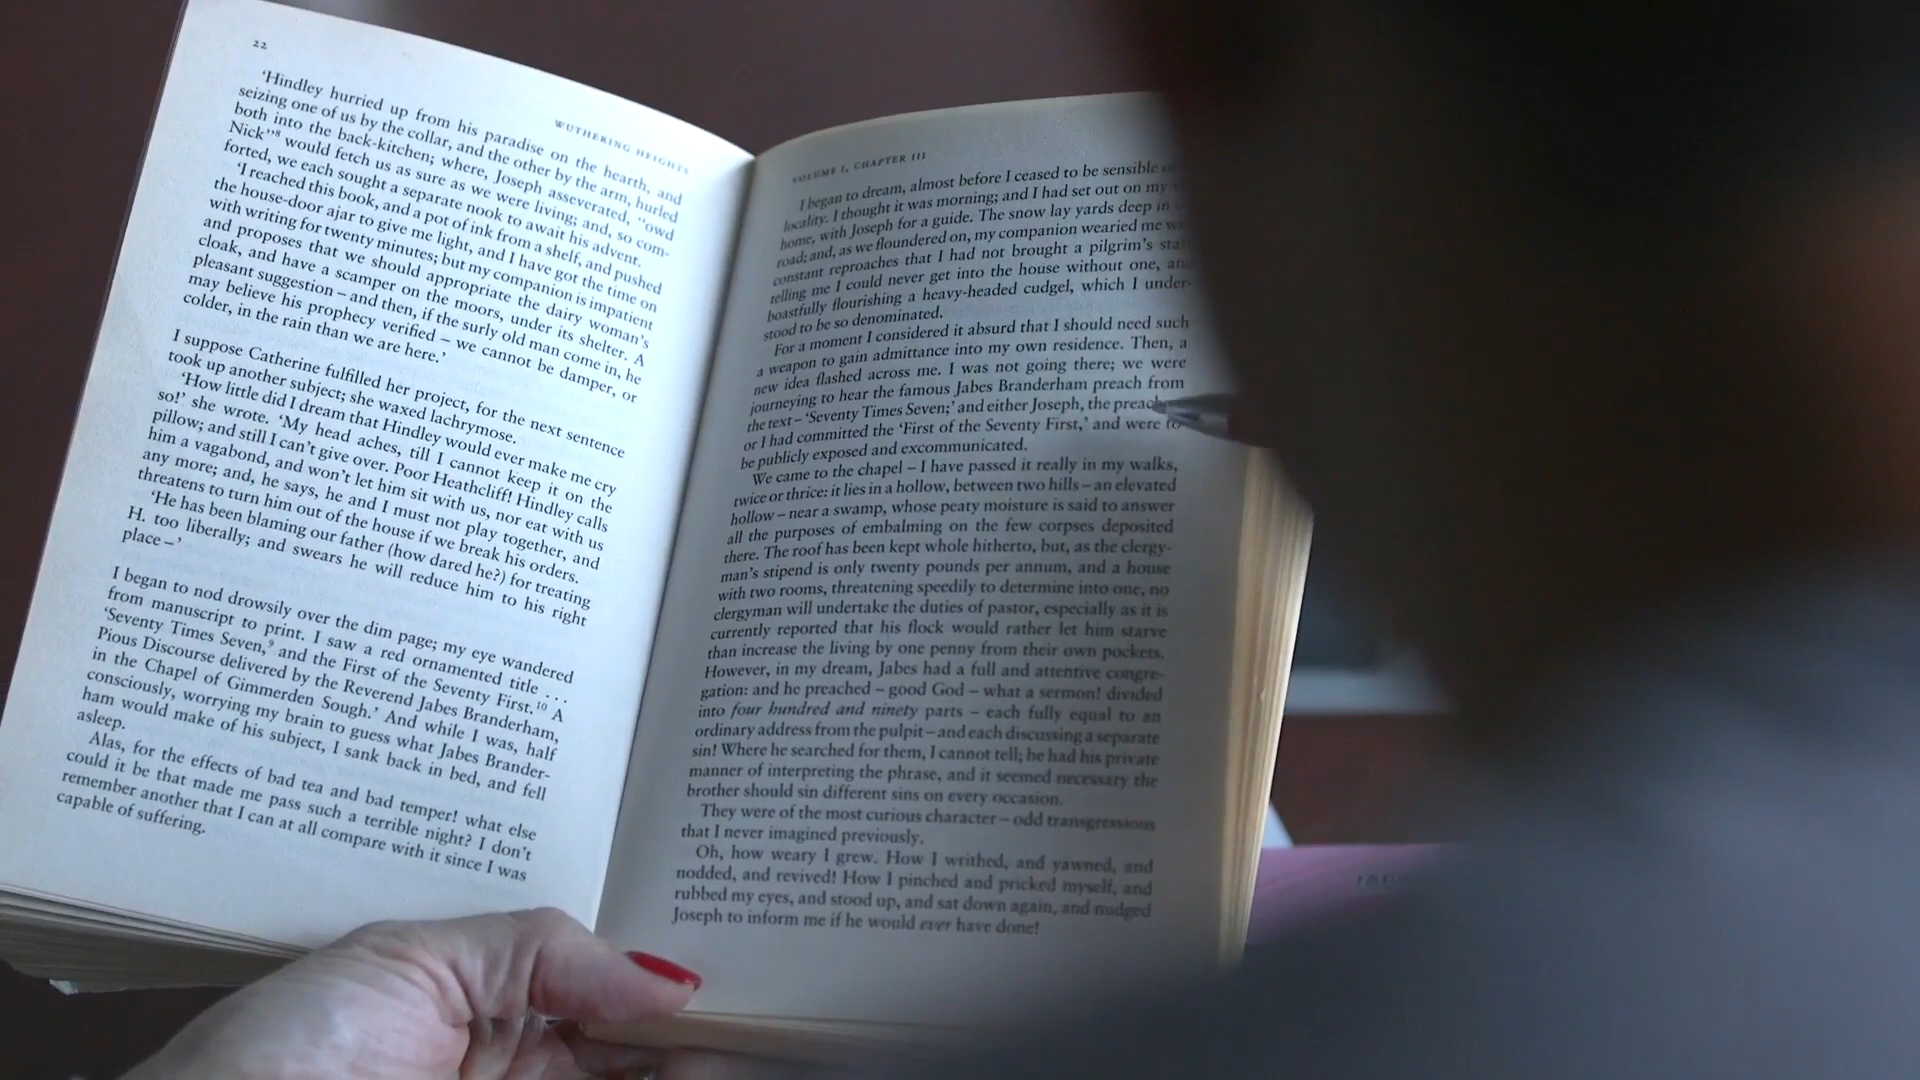 22
WUTHERING HEIGHTS
‘Hindley hurried up from his paradise on the hearth, and
seizing one of us by the collar, and the other by the arm, hurled
both into the back-kitchen; where, Joseph asseverated, “owd
Nick”⁸ would fetch us as sure as we were living; and, so com-
forted, we each sought a separate nook to await his advent.
‘I reached this book, and a pot of ink from a shelf, and pushed
the house-door ajar to give me light, and I have got the time on
with writing for twenty minutes; but my companion is impatient
and proposes that we should appropriate the dairy woman’s
cloak, and have a scamper on the moors, under its shelter. A
pleasant suggestion – and then, if the surly old man come in, he
may believe his prophecy verified – we cannot be damper, or
colder, in the rain than we are here.’
I suppose Catherine fulfilled her project, for the next sentence
took up another subject; she waxed lachrymose.
‘How little did I dream that Hindley would ever make me cry
so!’ she wrote. ‘My head aches, till I cannot keep it on the
pillow; and still I can’t give over. Poor Heathcliff! Hindley calls
him a vagabond, and won’t let him sit with us, nor eat with us
any more; and, he says, he and I must not play together, and
threatens to turn him out of the house if we break his orders.
‘He has been blaming our father (how dared he?) for treating
H. too liberally; and swears he will reduce him to his right
place – ’
I began to nod drowsily over the dim page; my eye wandered
from manuscript to print. I saw a red ornamented title . . .
‘Seventy Times Seven,⁹ and the First of the Seventy First.¹⁰ A
Pious Discourse delivered by the Reverend Jabes Branderham,
in the Chapel of Gimmerden Sough.’ And while I was, half
consciously, worrying my brain to guess what Jabes Brander-
ham would make of his subject, I sank back in bed, and fell
asleep.
Alas, for the effects of bad tea and bad temper! what else
could it be that made me pass such a terrible night? I don’t
remember another that I can at all compare with it since I was
capable of suffering.
VOLUME I, CHAPTER III
I began to dream, almost before I ceased to be sensible
locality. I thought it was morning; and I had set out on my
home, with Joseph for a guide. The snow lay yards deep in
road; and, as we floundered on, my companion wearied me
constant reproaches that I had not brought a pilgrim’s
telling me I could never get into the house without one, and
boastfully flourishing a heavy-headed cudgel, which I under-
stood to be so denominated.
For a moment I considered it absurd that I should need such
a weapon to gain admittance into my own residence. Then, a
new idea flashed across me. I was not going there; we were
journeying to hear the famous Jabes Branderham preach from
the text – ‘Seventy Times Seven;’ and either Joseph, the
or I had committed the ‘First of the Seventy First,’ and were to
be publicly exposed and excommunicated.
We came to the chapel – I have passed it really in my walks,
twice or thrice: it lies in a hollow, between two hills – an elevated
hollow – near a swamp, whose peaty moisture is said to answer
all the purposes of embalming on the few corpses deposited
there. The roof has been kept whole hitherto, but, as the clergy-
man’s stipend is only twenty pounds per annum, and a house
with two rooms, threatening speedily to determine into one, no
clergyman will undertake the duties of pastor, especially as it is
currently reported that his flock would rather let him starve
than increase the living by one penny from their own pockets.
However, in my dream, Jabes had a full and attentive congre-
gation: and he preached – good God – what a sermon! divided
into four hundred and ninety parts – each fully equal to an
ordinary address from the pulpit – and each discussing a separate
sin! Where he searched for them, I cannot tell; he had his private
manner of interpreting the phrase, and it seemed necessary the
brother should sin different sins on every occasion.
They were of the most curious character – odd transgressions
that I never imagined previously.
Oh, how weary I grew. How I writhed, and yawned, and
nodded, and revived! How I pinched and pricked myself, and
rubbed my eyes, and stood up, and sat down again, and nudged
Joseph to inform me if he would ever have done!